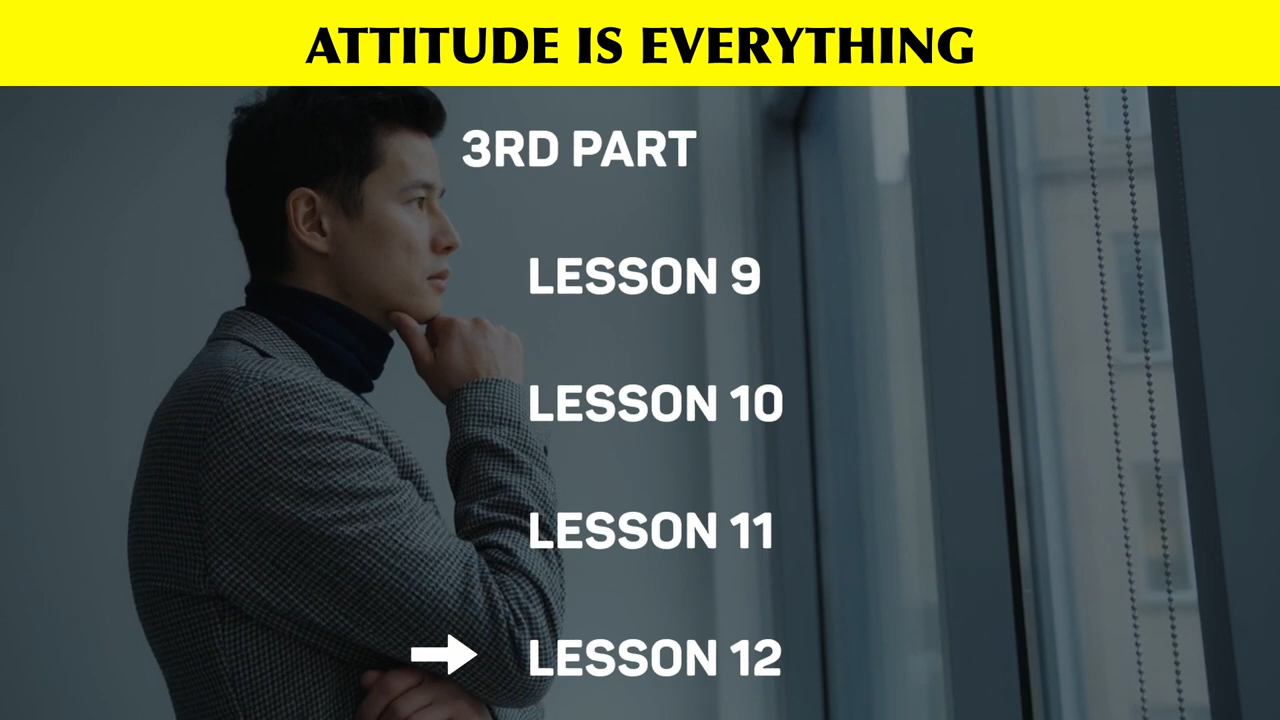 ATTITUDE IS EVERYTHING
3RD PART
LESSON 9
LESSON 10
LESSON 11
LESSON 12